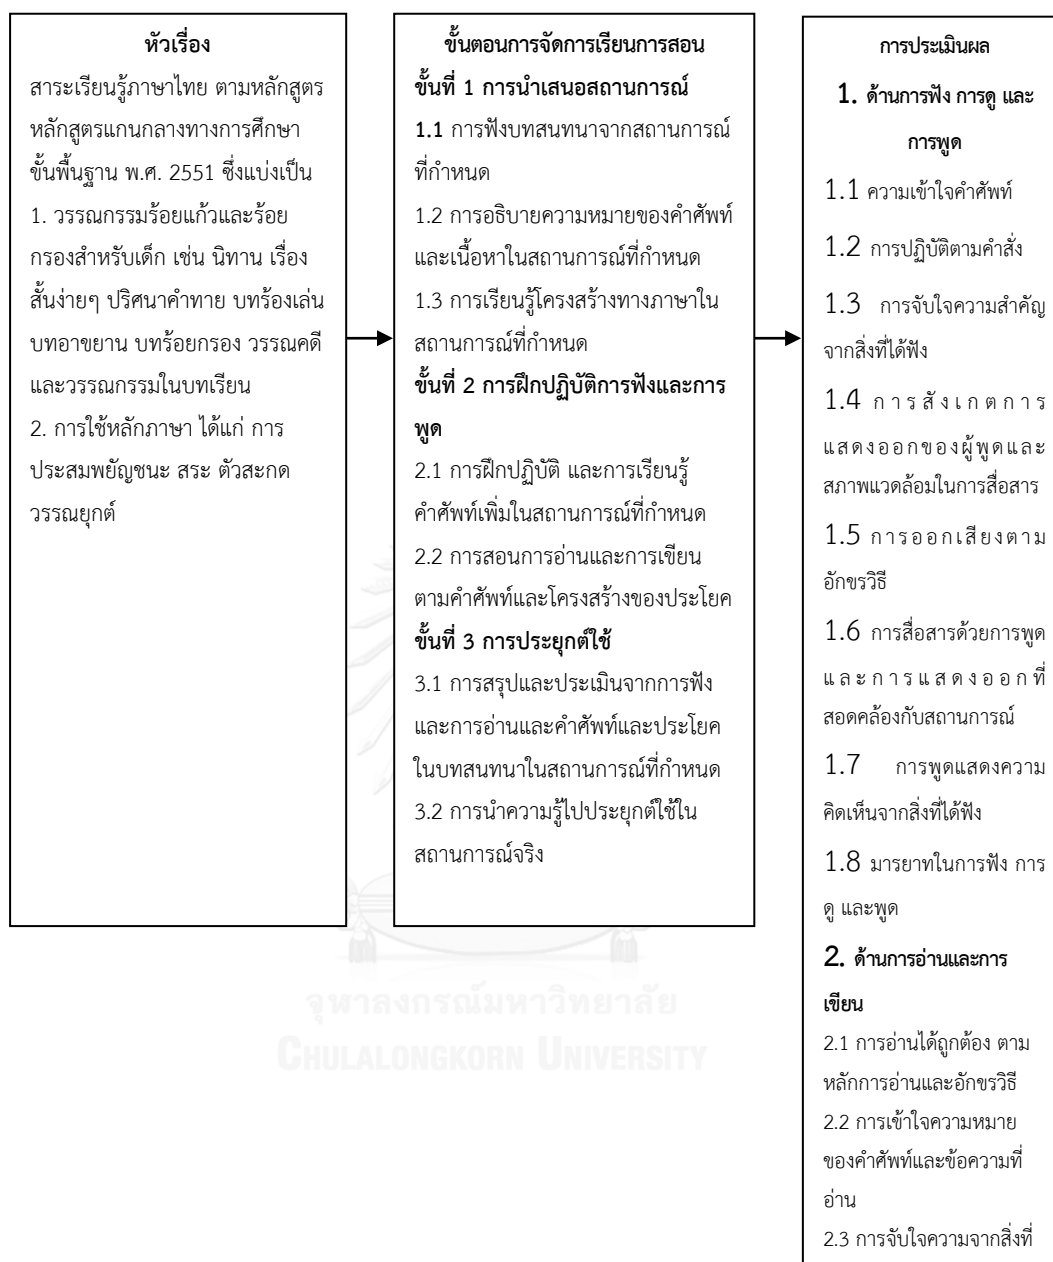 หัวเรื่อง
สาระเรียนรู้ภาษาไทย ตามหลักสูตร
หลักสูตรแกนกลางทางการศึกษา
ขั้นพื้นฐาน พ.ศ. 2551 ซึ่งแบ่งเป็น
1. วรรณกรรมร้อยแก้วและร้อย
กรองสำหรับเด็ก เช่น นิทาน เรื่อง
สั้นง่ายๆ ปริศนาคำทาย บทร้องเล่น
บทอาขยาน บทร้อยกรอง วรรณคดี
และวรรณกรรมในบทเรียน
2. การใช้หลักภาษา ได้แก่ การ
ประสมพยัญชนะ สระ ตัวสะกด
วรรณยุกต์
ขั้นตอนการจัดการเรียนการสอน
ขั้นที่ 1 การนำเสนอสถานการณ์
1.1 การฟังบทสนทนาจากสถานการณ์
ที่กำหนด
1.2 การอธิบายความหมายของคำศัพท์
และเนื้อหาในสถานการณ์ที่กำหนด
1.3 การเรียนรู้โครงสร้างทางภาษาใน
สถานการณ์ที่กำหนด
ขั้นที่ 2 การฝึกปฏิบัติการฟังและการ
พูด
2.1 การฝึกปฏิบัติ และการเรียนรู้
คำศัพท์เพิ่มในสถานการณ์ที่กำหนด
2.2 การสอนการอ่านและการเขียน
ตามคำศัพท์และโครงสร้างของประโยค
ขั้นที่ 3 การประยุกต์ใช้
3.1 การสรุปและประเมินจากการฟัง
และการอ่านและคำศัพท์และประโยค
ในบทสนทนาในสถานการณ์ที่กำหนด
3.2 การนำความรู้ไปประยุกต์ใช้ใน
สถานการณ์จริง
การประเมินผล
1. ด้านการฟัง การดู และ
การพูด
1.1 ความเข้าใจคำศัพท์
1.2 การปฏิบัติตามคำสั่ง
1.3 การจับใจความสำคัญ
จากสิ่งที่ได้ฟัง
1.4 การสังเกตการ
แสดงออกของผู้พูดและ
สภาพแวดล้อมในการสื่อสาร
1.5 การออกเสียงตาม
อักขรวิธี
1.6 การสื่อสารด้วยการพูด
และการแสดงออกที่
สอดคล้องกับสถานการณ์
1.7 การพูดแสดงความ
คิดเห็นจากสิ่งที่ได้ฟัง
1.8 มารยาทในการฟัง การ
ดู และพูด
2. ด้านการอ่านและการ
เขียน
2.1 การอ่านได้ถูกต้อง ตาม
หลักการอ่านและอักขรวิธี
2.2 การเข้าใจความหมาย
ของคำศัพท์และข้อความที่
อ่าน
2.3 การจับใจความจากสิ่งที่
จุฬาลงกรณ์มหาวิทยาลัย
CHULALONGKORN UNIVERSITY